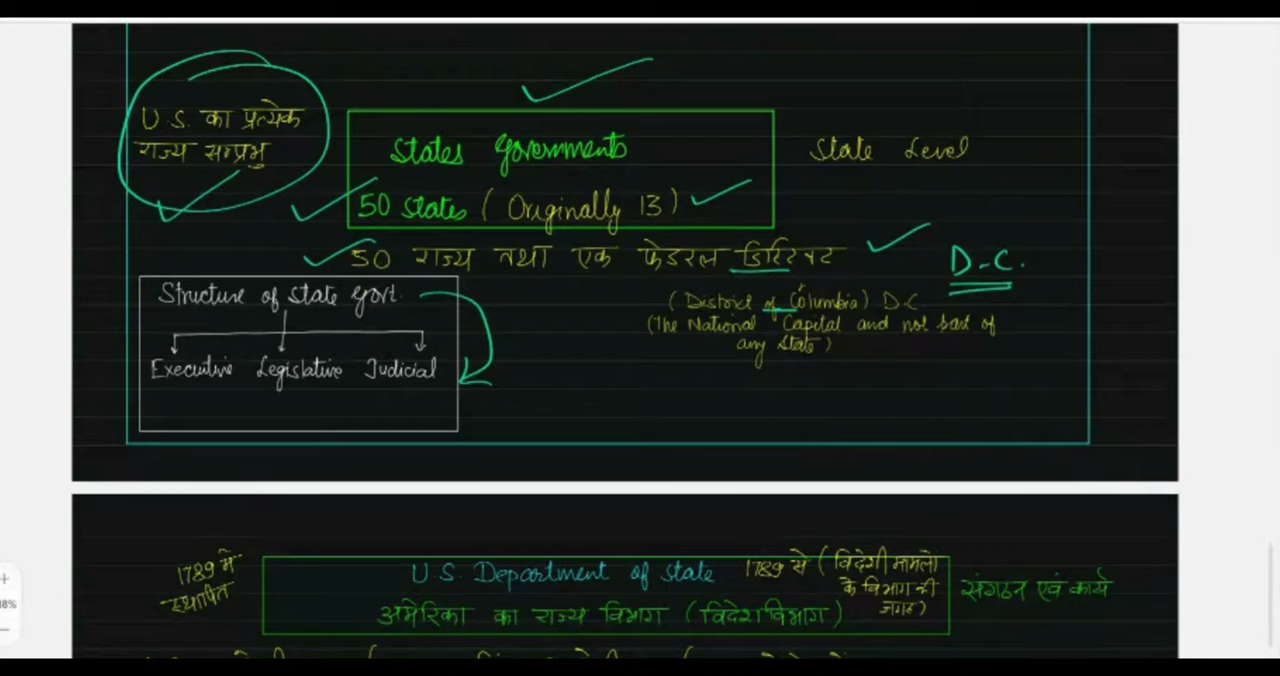 U.S. का प्रत्येक
राज्य सम्प्रभु
States Governments
State Level
50 States ( Originally 13 )
50 राज्य तथा एक फेडरल डिस्ट्रिक्ट
D.C.
( District of Columbia ) D.C
(The National Capital and not part of
any State )
Structure of State Govt.
Executive Legislative Judicial
1789 में
स्थापित
U.S. Department of State 1789 से ( विदेशी मामलों
के विभाग की
जगह )
अमेरिका का राज्य विभाग ( विदेश विभाग )
संगठन एवं कार्य